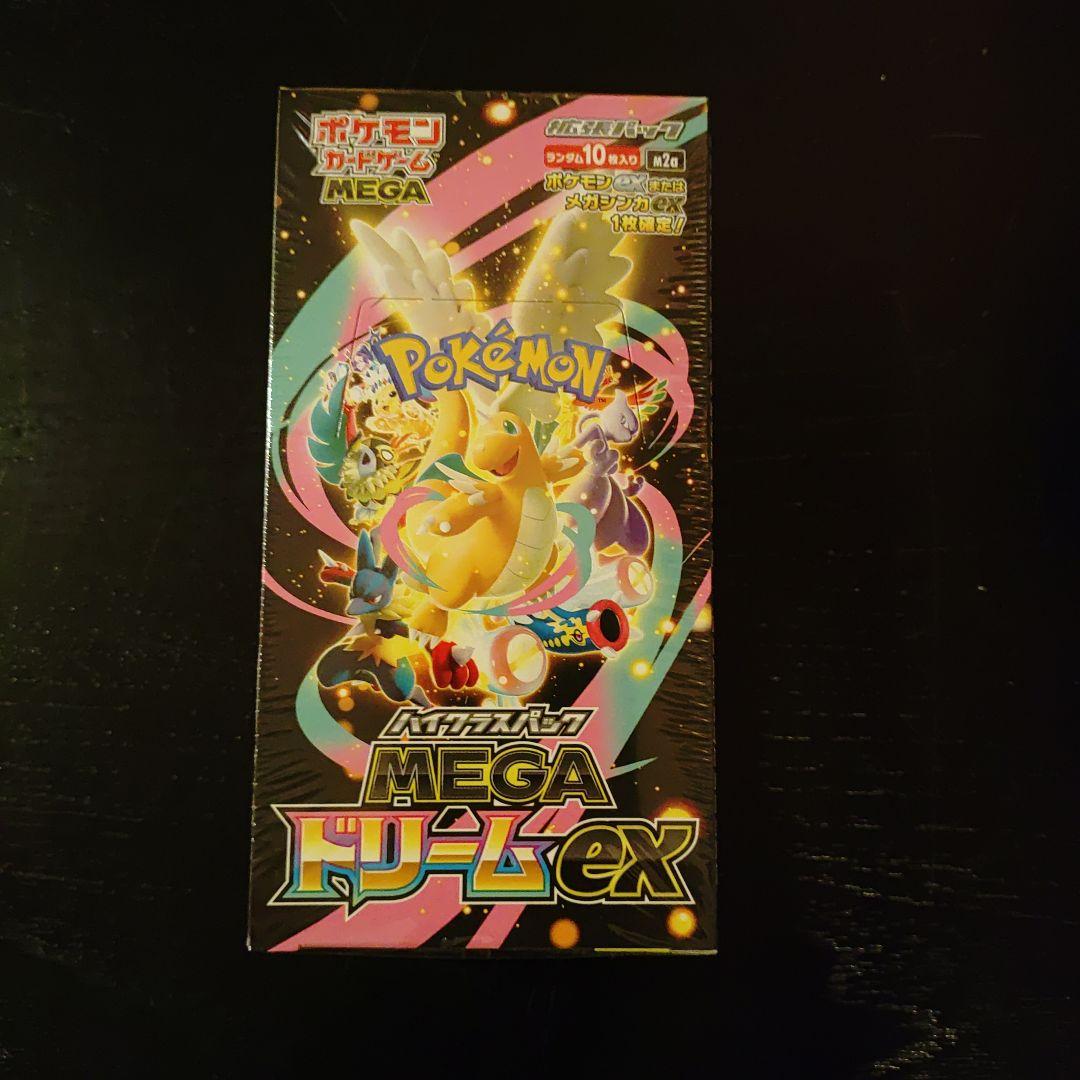 ポケモン
カードゲーム
MEGA
拡張パック
ランダム10枚入り M2a
ポケモンexまたは
メガシンカex
1枚確定!
POKéMON
TM
ハイクラスパック
MEGA
ドリームex